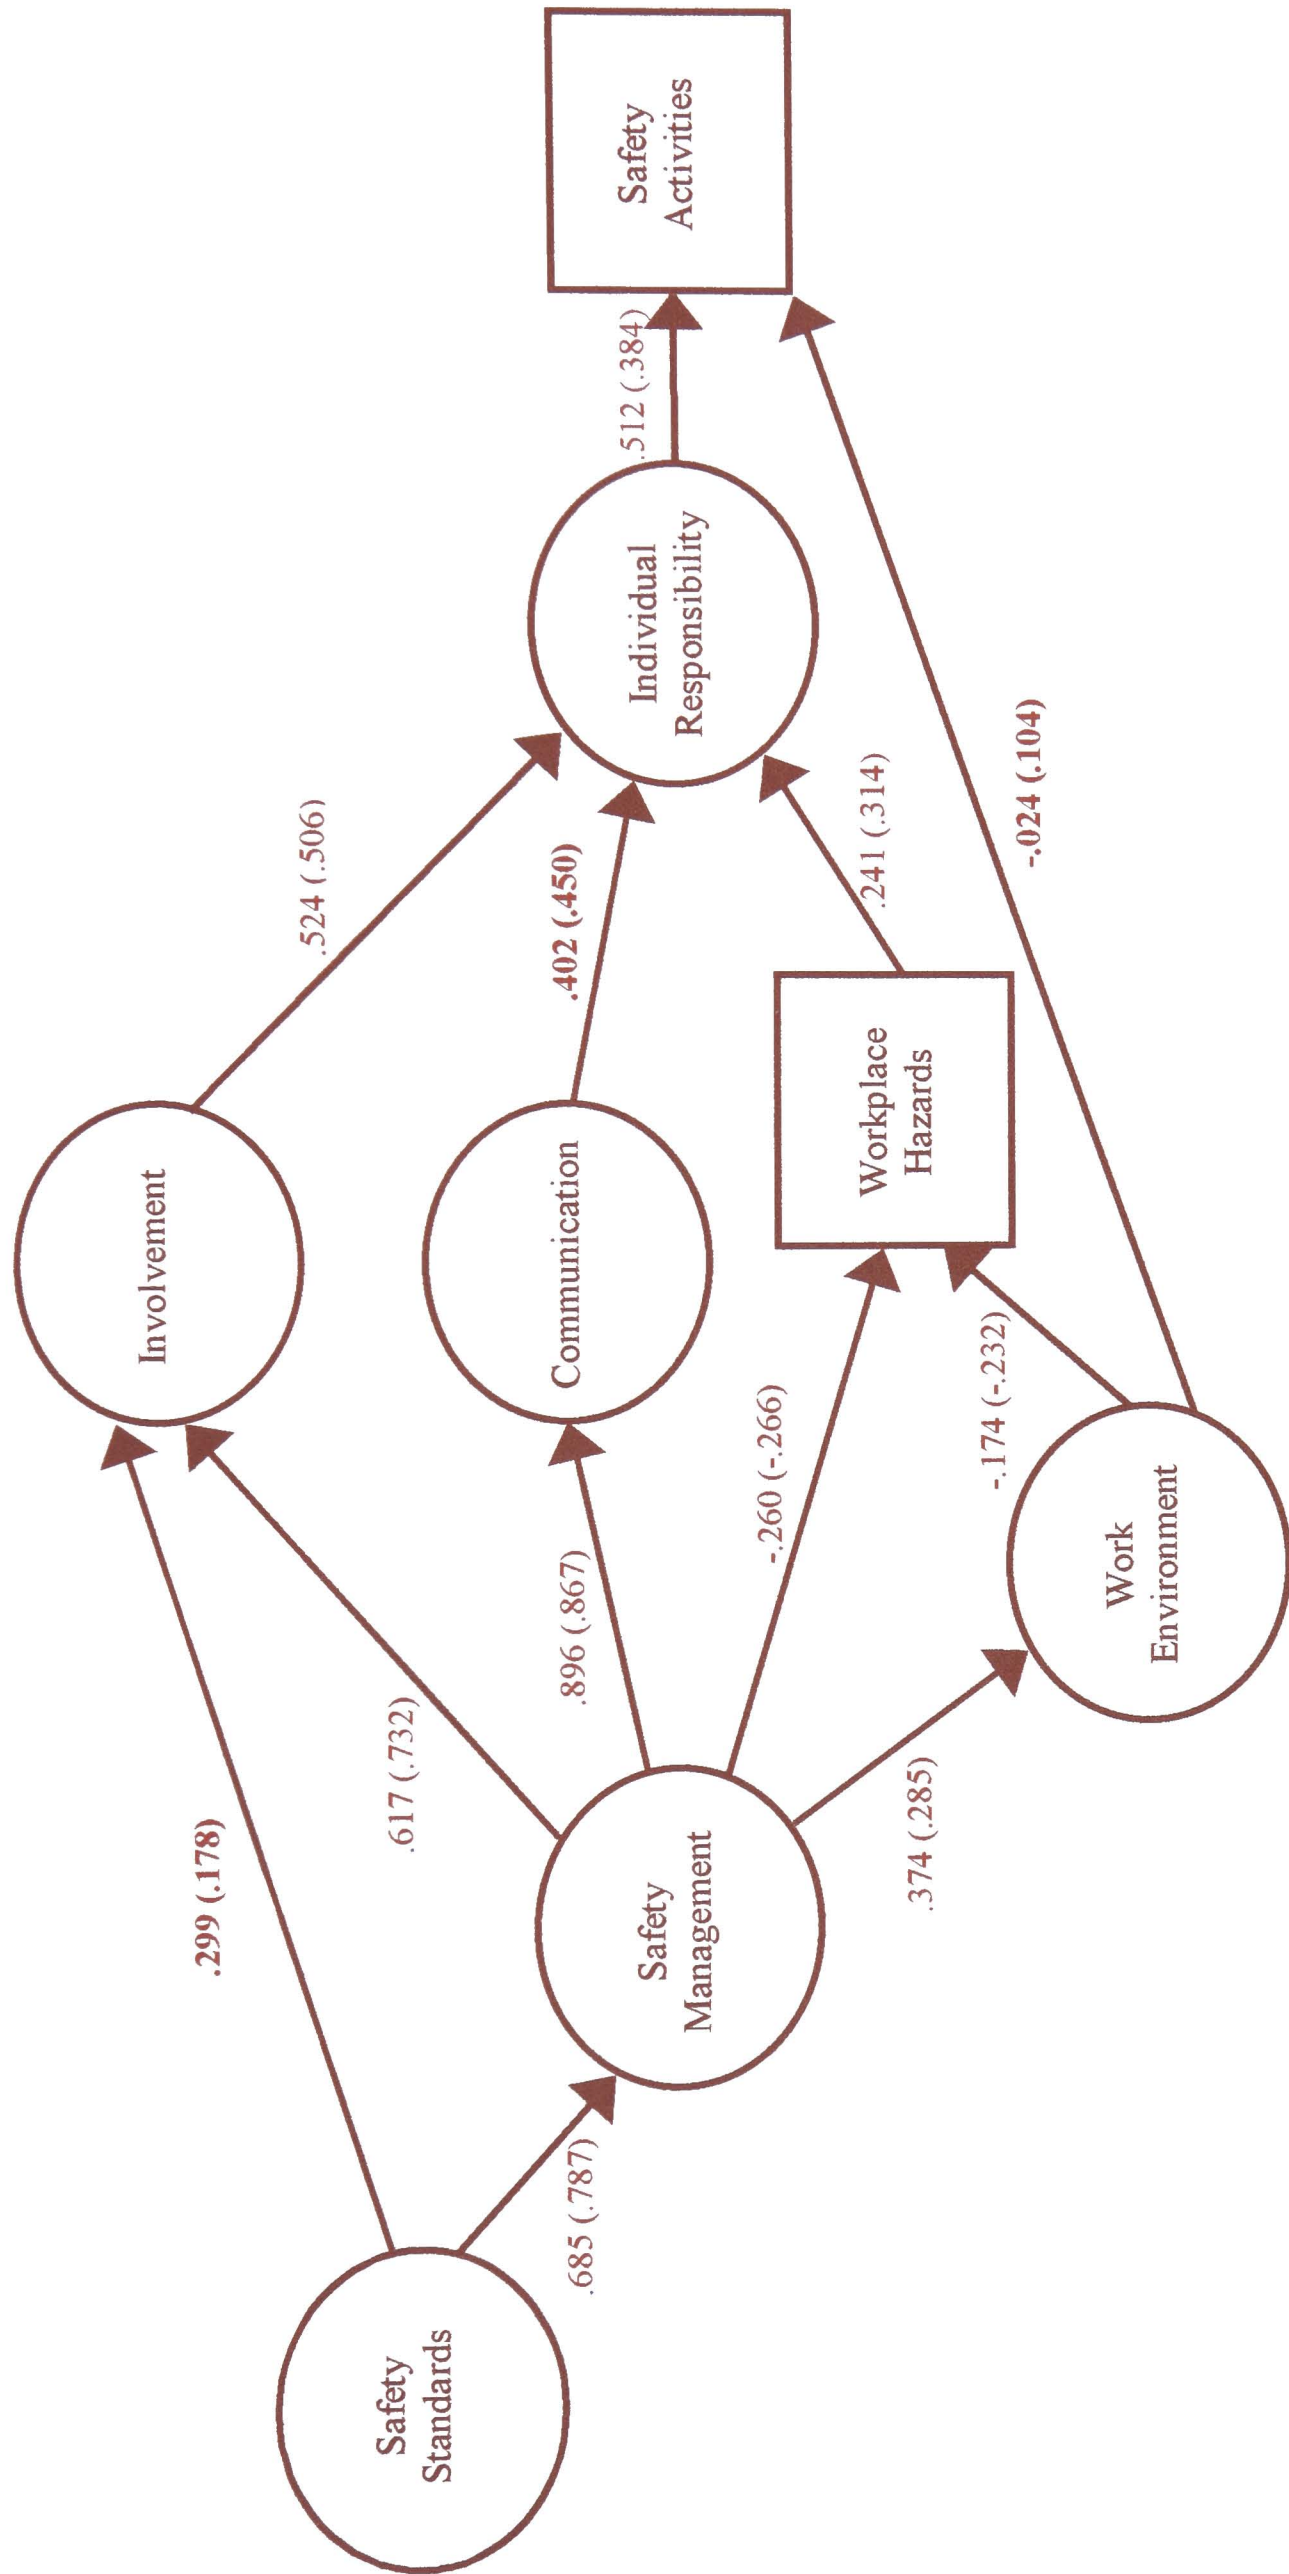 Safety
Standards
.299 (.178)
.685 (.787)
Safety
Management
.617 (.732)
.896 (.867)
-.260 (-.266)
.374 (.285)
Involvement
Communication
Work
Environment
-.174 (-.232)
Workplace
Hazards
.524 (.506)
.402 (.450)
.241 (.314)
-.024 (.104)
Individual
Responsibility
.512 (.384)
Safety
Activities